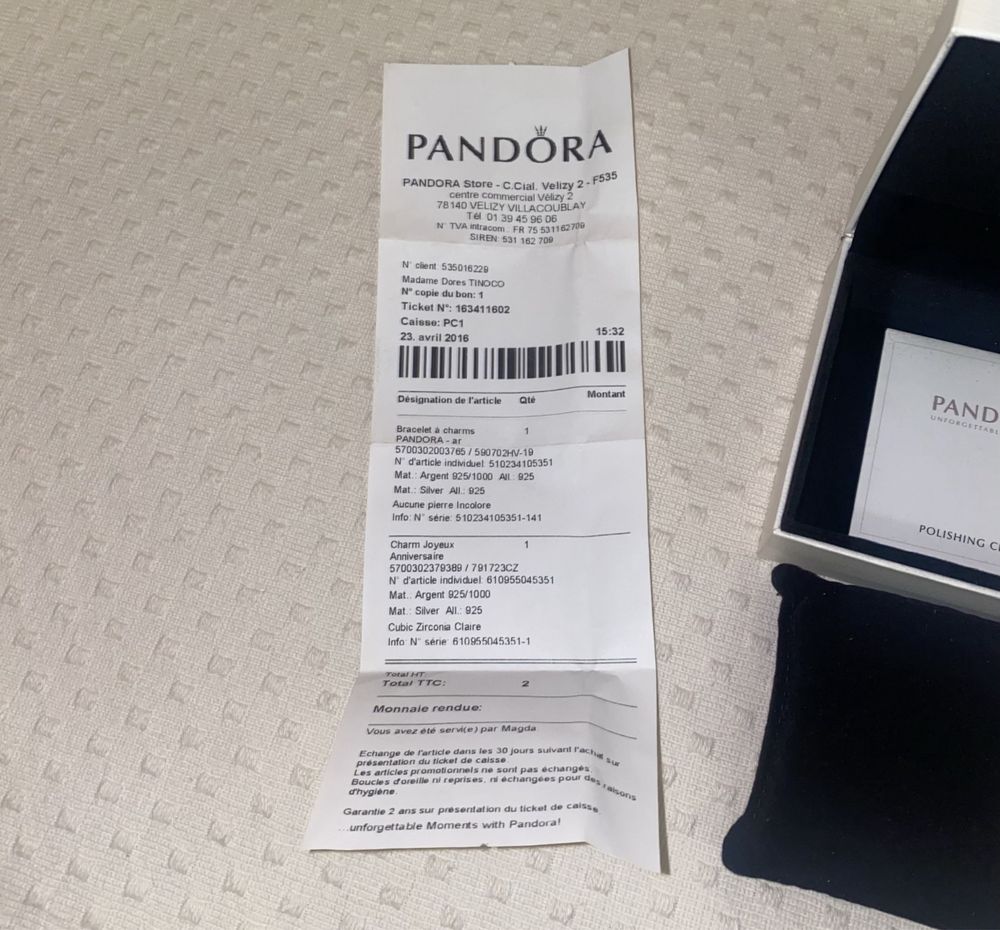 PANDORA
PANDORA Store - C.Cial. Velizy 2 - F535
centre commercial Vélizy 2
78140 VELIZY VILLACOUBLAY
Tél 01 39 45 96 06
N° TVA intracom : FR 75 531162709
SIREN: 531 162 709
N° client 535016229
Madame Dores TINOCO
N° copie du bon: 1
Ticket N°: 163411602
Caisse: PC1
23. avril 2016 15:32
Désignation de l'article Qté Montant
Bracelet à charms 1
PANDORA - ar
5700302003765 / 590702HV-19
N° d'article individuel: 510234105351
Mat.: Argent 925/1000 All.: 925
Mat.: Silver All.: 925
Aucune pierre Incolore
Info: N° série: 510234105351-141
Charm Joyeux 1
Anniversaire
5700302379389 / 791723CZ
N° d'article individuel: 610955045351
Mat.: Argent 925/1000
Mat.: Silver All.: 925
Cubic Zirconia Claire
Info: N° série: 610955045351-1
Total HT:
Total TTC: 2
Monnaie rendue:
Vous avez été servi(e) par Magda
Echange de l'article dans les 30 jours suivant l'achat sur
présentation du ticket de caisse.
Les articles promotionnels ne sont pas échangés.
Boucles d'oreille ni reprises, ni échangées pour des raisons
d'hygiène.
Garantie 2 ans sur présentation du ticket de caisse.
...unforgettable Moments with Pandora!
PAND
UNFORGETTABL
POLISHING CL